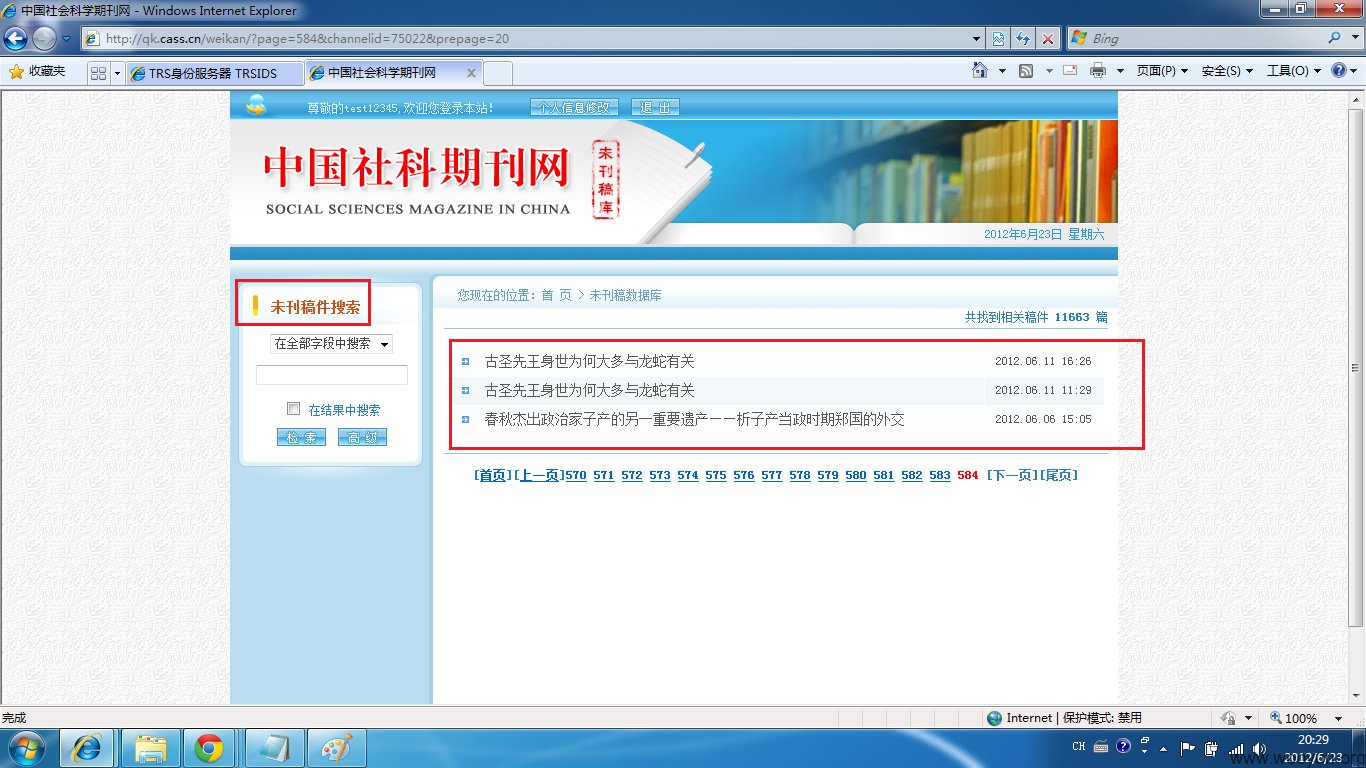 中国社会科学期刊网 - Windows Internet Explorer
http://qk.cass.cn/weikan/?page=584&channelid=75022&prepage=20
Bing
收藏夹
TRS身份服务器 TRSIDS
中国社会科学期刊网
页面(P)
安全(S)
工具(O)
尊敬的test12345,欢迎您登录本站!
个人信息修改
退 出
中国社科期刊网
未刊稿库
SOCIAL SCIENCES MAGAZINE IN CHINA
2012年6月23日 星期六
未刊稿件搜索
在全部字段中搜索
在结果中搜索
检 索
高 级
您现在的位置: 首 页 > 未刊稿数据库
共找到相关稿件 11663 篇
古圣先王身世为何大多与龙蛇有关 2012.06.11 16:26
古圣先王身世为何大多与龙蛇有关 2012.06.11 11:29
春秋杰出政治家子产的另一重要遗产——析子产当政时期郑国的外交 2012.06.06 15:05
[首页][上一页]570 571 572 573 574 575 576 577 578 579 580 581 582 583 584 [下一页][尾页]
完成
Internet | 保护模式: 禁用
100%
CH
20:29
2012/6/23